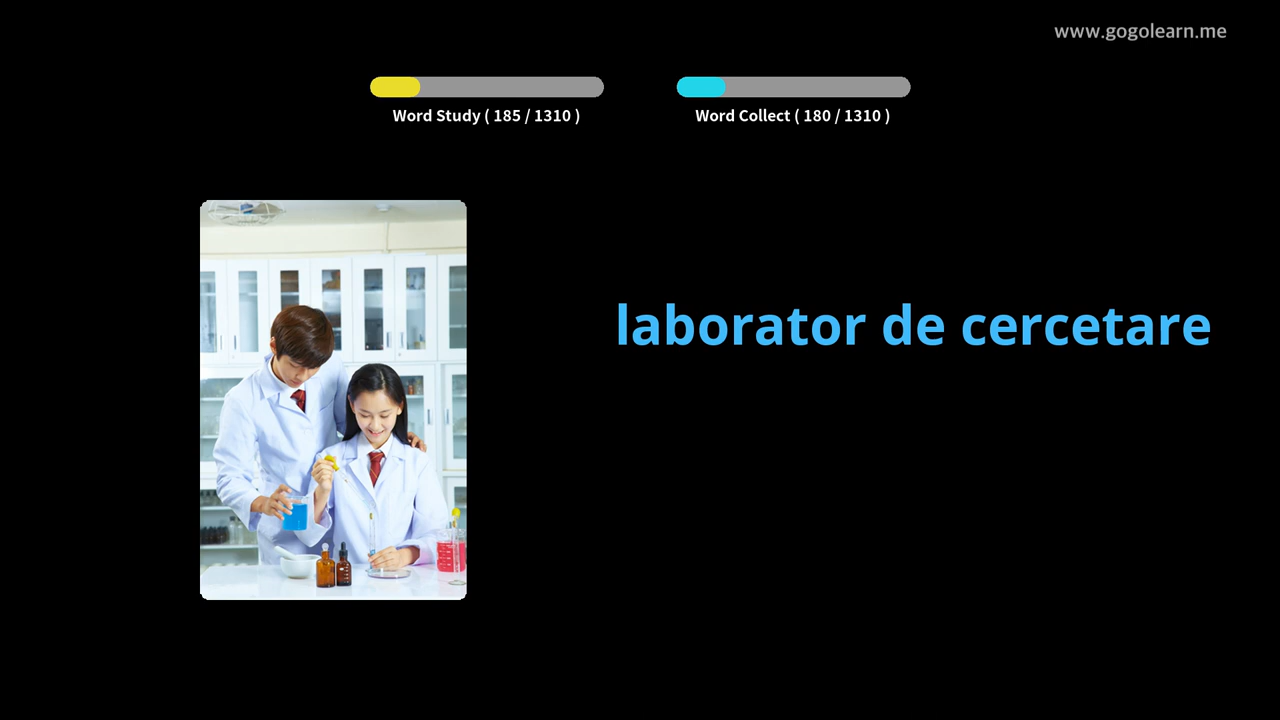 www.gogolearn.me
Word Study ( 185 / 1310 )
Word Collect ( 180 / 1310 )
laborator de cercetare